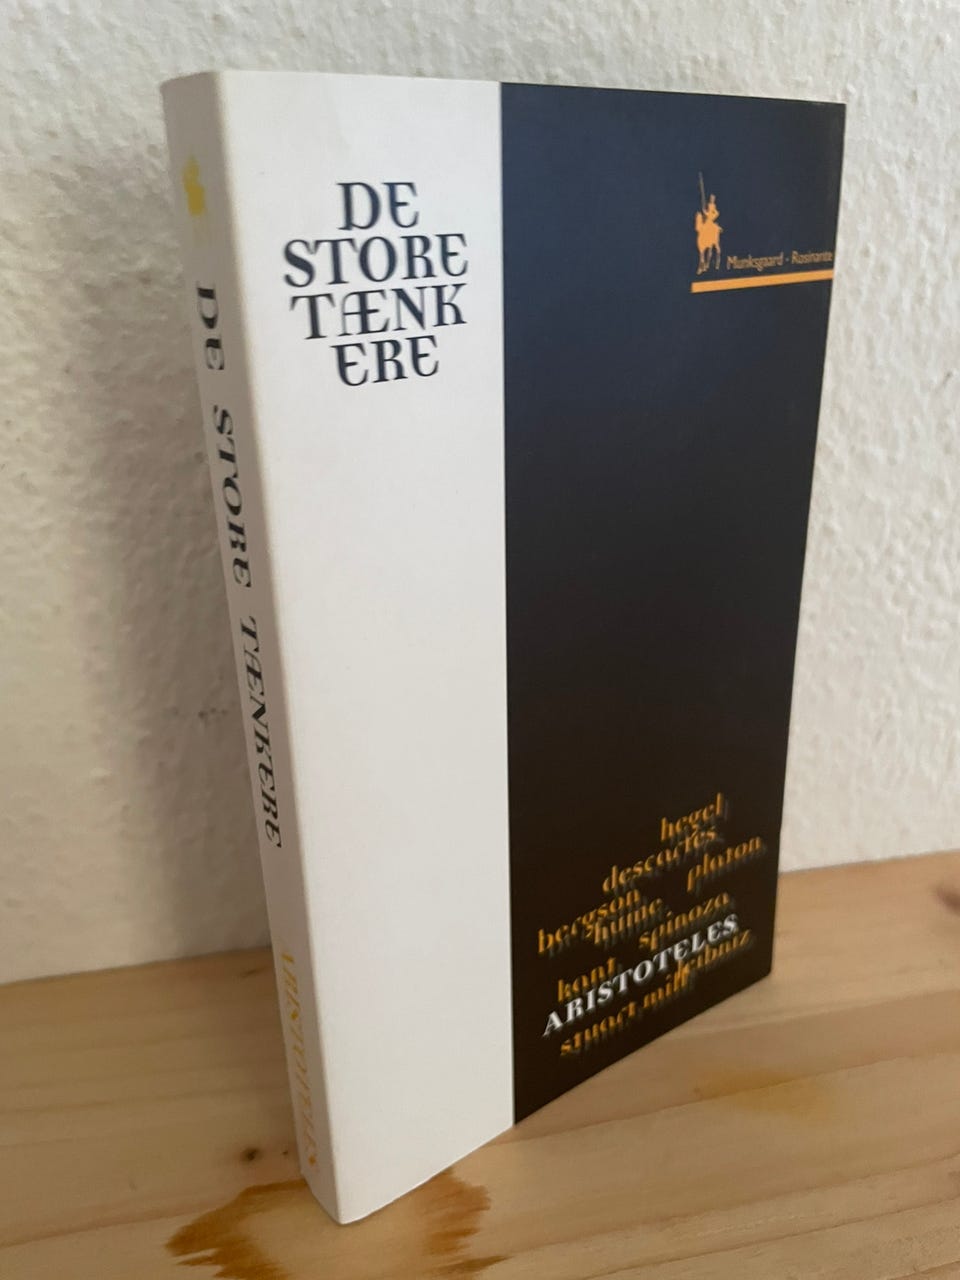 DE STORE TÆNKERE
ARISTOTELES
DE
STORE
TÆNK
ERE
Munksgaard · Rosinante
hegel
descartes
platon
bergson
hume
spinoza
kant
ARISTOTELES
leibniz
stuart mill